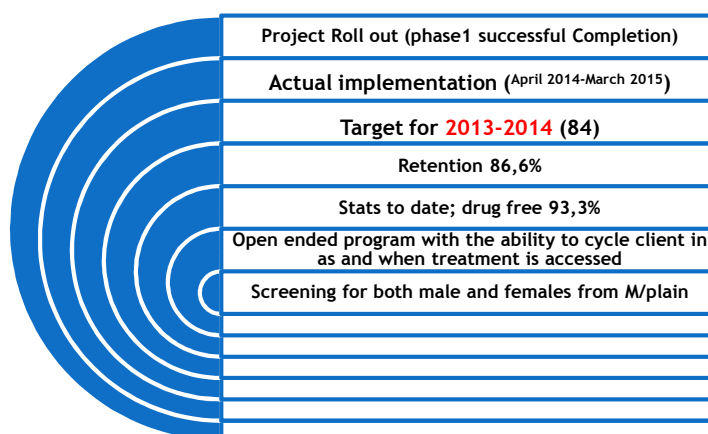 Project Roll out (phase1 successful Completion)
Actual implementation (April 2014-March 2015)
Target for 2013-2014 (84)
Retention 86,6%
Stats to date; drug free 93,3%
Open ended program with the ability to cycle client in
as and when treatment is accessed
Screening for both male and females from M/plain